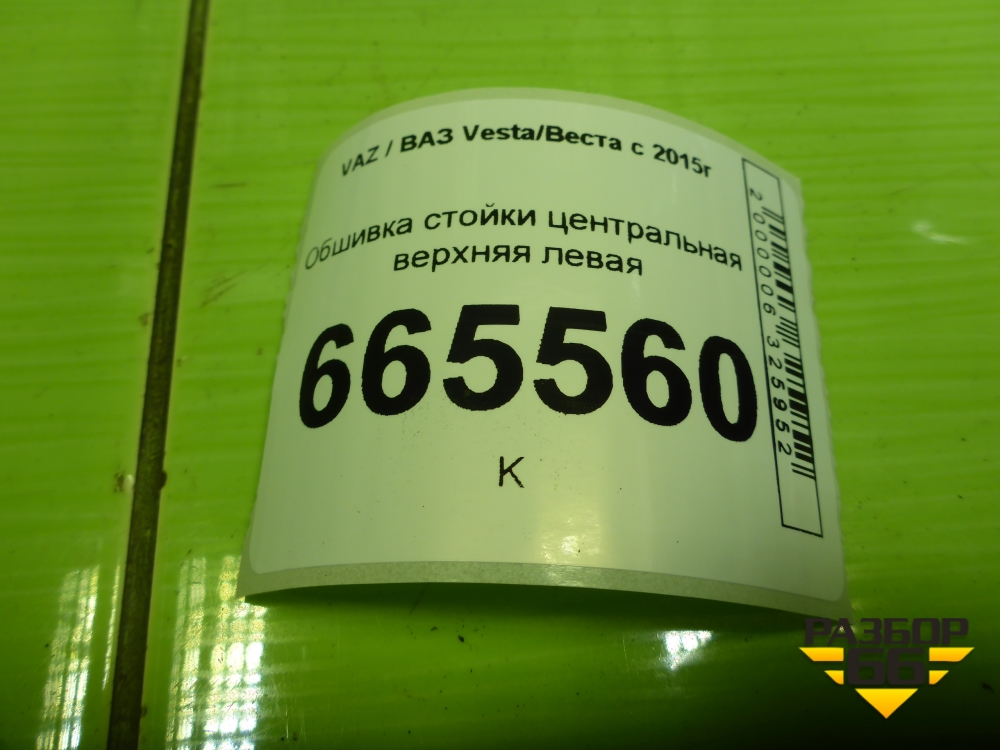 VAZ / ВАЗ Vesta/Веста с 2015г
Обшивка стойки центральная
верхняя левая
665560
К
2000006325952
РАЗБОР
66